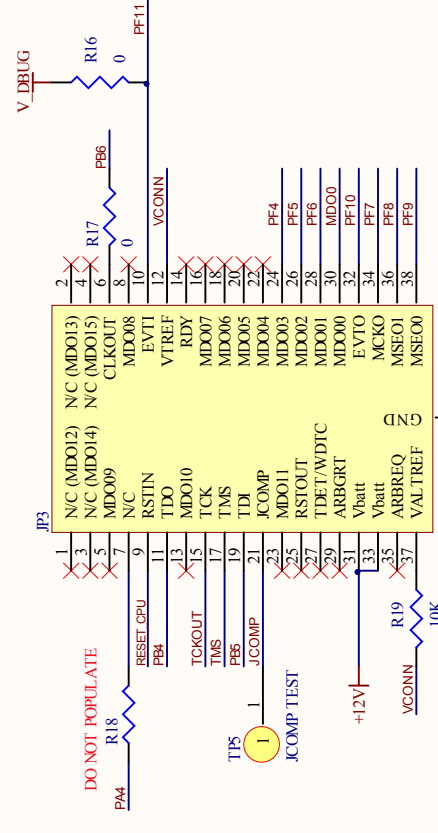 V_DBUG
R16
0
PF11
JP3
1 N/C (MDO12) N/C (MDO13) 2
3 N/C (MDO14) N/C (MDO15) 4
DO NOT POPULATE
5 MDO09 CLKOUT 6
R17
0
PB6
PA4
R18
7 N/C MDO08 8
RESET CPU 9 RSTIN EVTI 10
PB4 11 TDO VTREF 12 VCONN
13 MDO10 RDY 14
TCKOUT 15 TCK MDO07 16
TMS 17 TMS MDO06 18
PB5 19 TDI MDO05 20
JCOMP 21 JCOMP MDO04 22
TP5
1
1
JCOMP TEST
23 MDO11 MDO03 24 PF4
25 RSTOUT MDO02 26 PF5
27 TDET/WDTC MDO01 28 PF6
29 ARBGRT MDO00 30 MDO0
+12V
31 Vbatt EVTO 32 PF10
33 Vbatt MCKO 34 PF7
35 ARBREQ MSEO1 36 PF8
VCONN
R19
10K
37 VALTREF MSEO0 38 PF9
GND